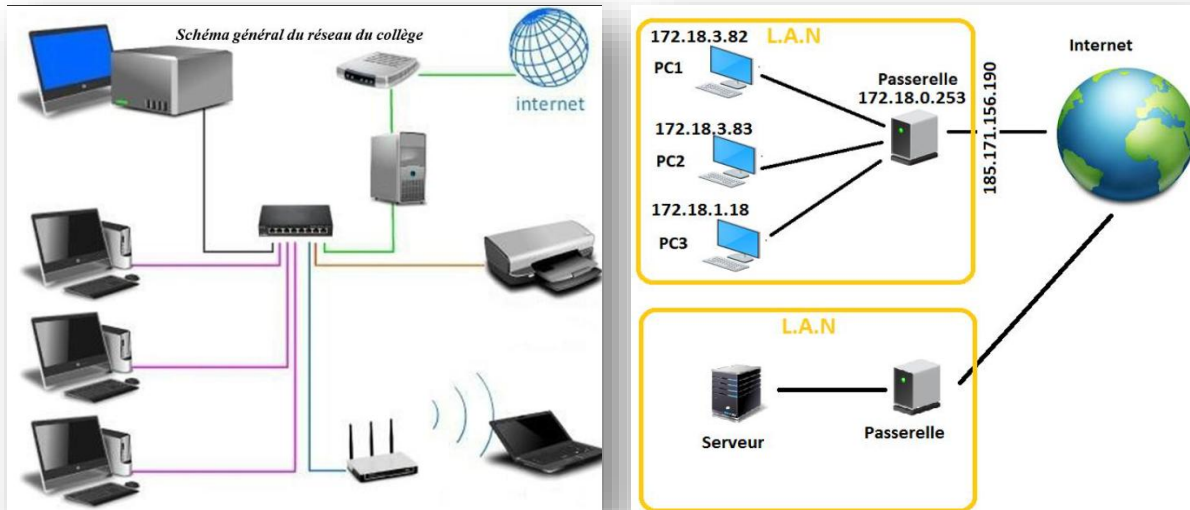 Schéma général du réseau du collège
internet
L.A.N
172.18.3.82
PC1
172.18.3.83
PC2
172.18.1.18
PC3
Passerelle
172.18.0.253
185.171.156.190
Internet
L.A.N
Serveur
Passerelle